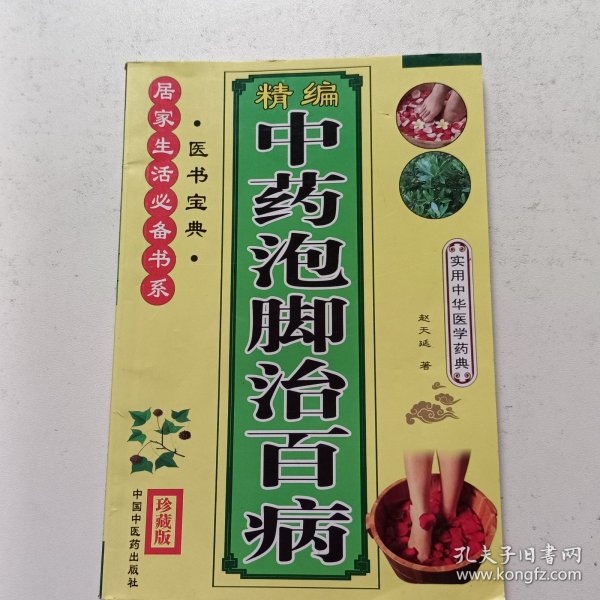 居家生活必备书系
·医书宝典·
精编
中药泡脚治百病
实用中华医学药典
赵天延 著
珍藏版
中国中医药出版社
孔夫子旧书网
www.kongfz.com